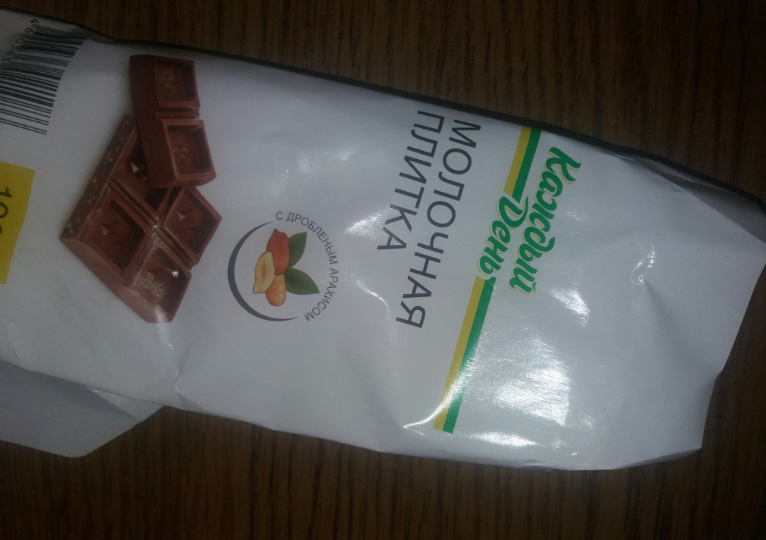 Каждый
День
МОЛОЧНАЯ
ПЛИТКА
С ДРОБЛЕНЫМ АРАХИСОМ